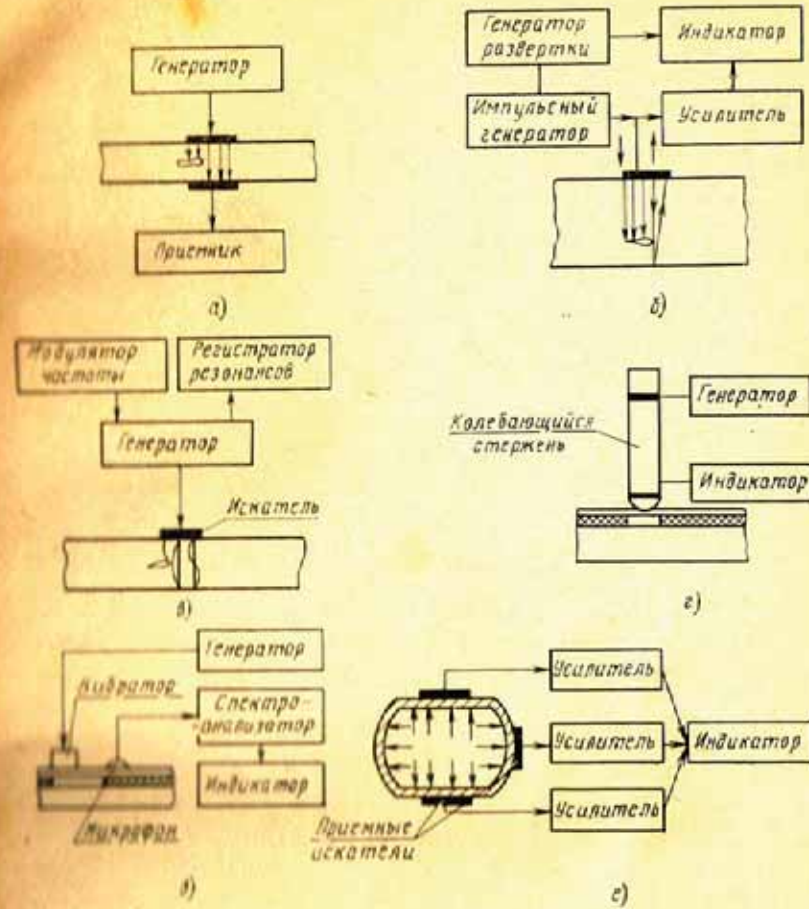 Генератор
Приемник
а)
Генератор
развертки
Индикатор
Импульсный
генератор
Усилитель
б)
Модулятор
частоты
Регистратор
резонансов
Генератор
Искатель
в)
Колеблющийся
стержень
Генератор
Индикатор
г)
Генератор
Вибратор
Спектро-
анализатор
Индикатор
Микрофон
д)
Усилитель
Усилитель
Индикатор
Усилитель
Приемные
искатели
е)